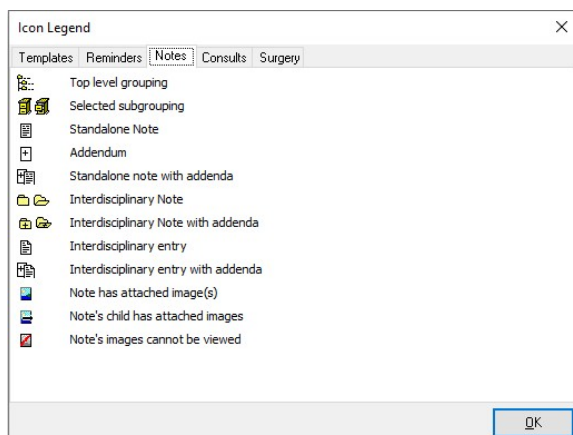 Icon Legend
Templates Reminders Notes Consults Surgery
Top level grouping
Selected subgrouping
Standalone Note
Addendum
Standalone note with addenda
Interdisciplinary Note
Interdisciplinary Note with addenda
Interdisciplinary entry
Interdisciplinary entry with addenda
Note has attached image(s)
Note's child has attached images
Note's images cannot be viewed
OK